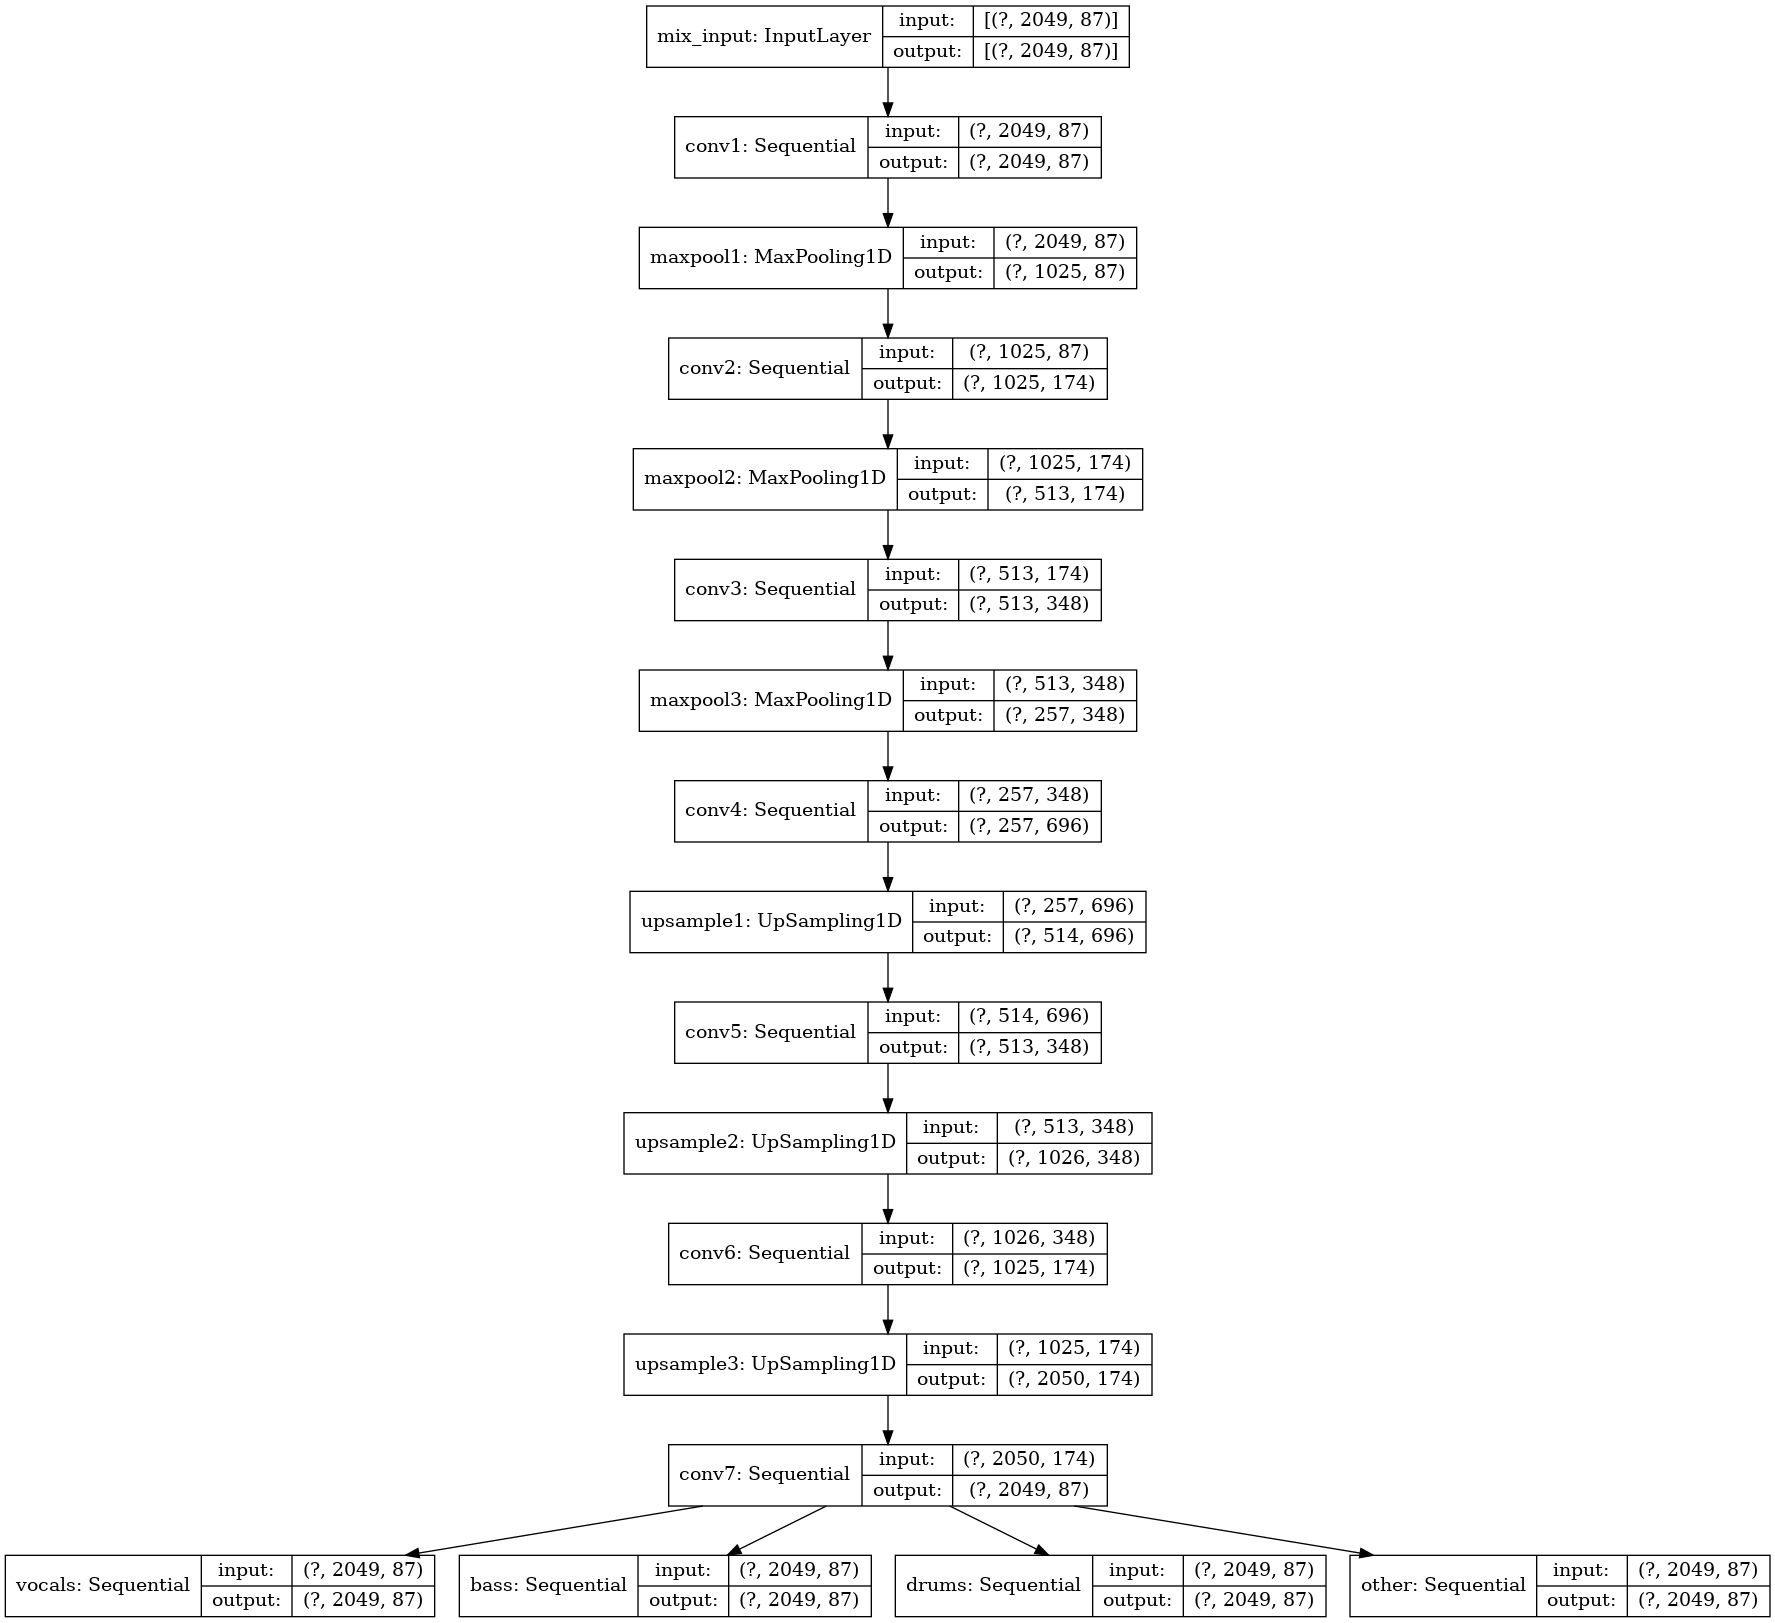 mix_input: InputLayer
input: [(?, 2049, 87)]
output: [(?, 2049, 87)]
conv1: Sequential
input: (?, 2049, 87)
output: (?, 2049, 87)
maxpool1: MaxPooling1D
input: (?, 2049, 87)
output: (?, 1025, 87)
conv2: Sequential
input: (?, 1025, 87)
output: (?, 1025, 174)
maxpool2: MaxPooling1D
input: (?, 1025, 174)
output: (?, 513, 174)
conv3: Sequential
input: (?, 513, 174)
output: (?, 513, 348)
maxpool3: MaxPooling1D
input: (?, 513, 348)
output: (?, 257, 348)
conv4: Sequential
input: (?, 257, 348)
output: (?, 257, 696)
upsample1: UpSampling1D
input: (?, 257, 696)
output: (?, 514, 696)
conv5: Sequential
input: (?, 514, 696)
output: (?, 513, 348)
upsample2: UpSampling1D
input: (?, 513, 348)
output: (?, 1026, 348)
conv6: Sequential
input: (?, 1026, 348)
output: (?, 1025, 174)
upsample3: UpSampling1D
input: (?, 1025, 174)
output: (?, 2050, 174)
conv7: Sequential
input: (?, 2050, 174)
output: (?, 2049, 87)
vocals: Sequential
input: (?, 2049, 87)
output: (?, 2049, 87)
bass: Sequential
input: (?, 2049, 87)
output: (?, 2049, 87)
drums: Sequential
input: (?, 2049, 87)
output: (?, 2049, 87)
other: Sequential
input: (?, 2049, 87)
output: (?, 2049, 87)